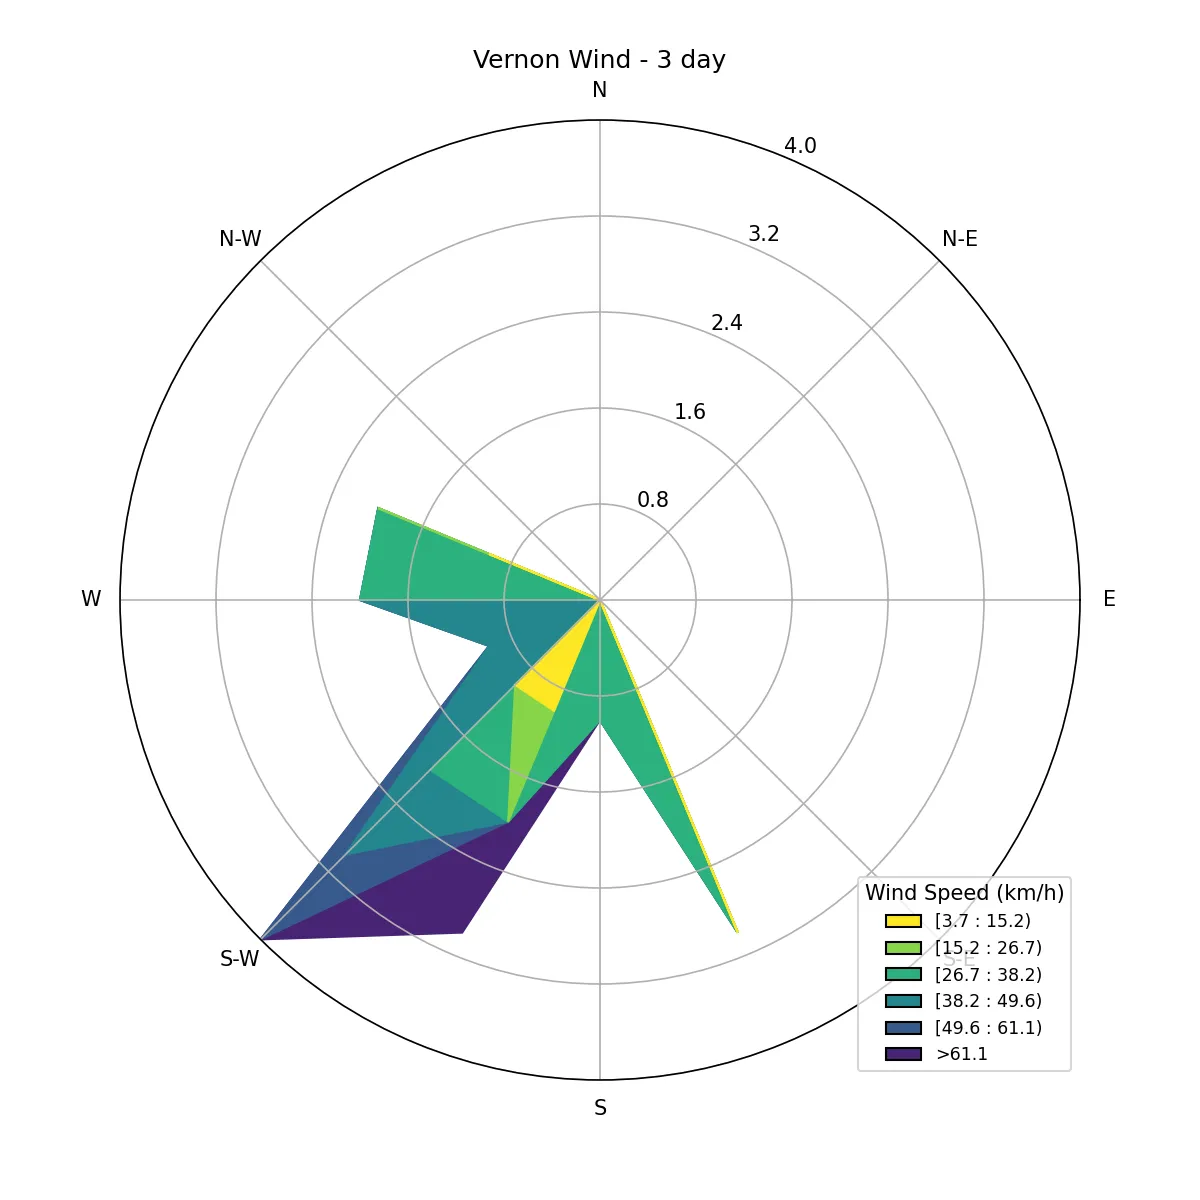 Vernon Wind - 3 day
N
4.0
N-W
3.2
N-E
2.4
1.6
0.8
W
E
S-W
S-E
Wind Speed (km/h)
[3.7 : 15.2)
[15.2 : 26.7)
[26.7 : 38.2)
[38.2 : 49.6)
[49.6 : 61.1)
>61.1
S